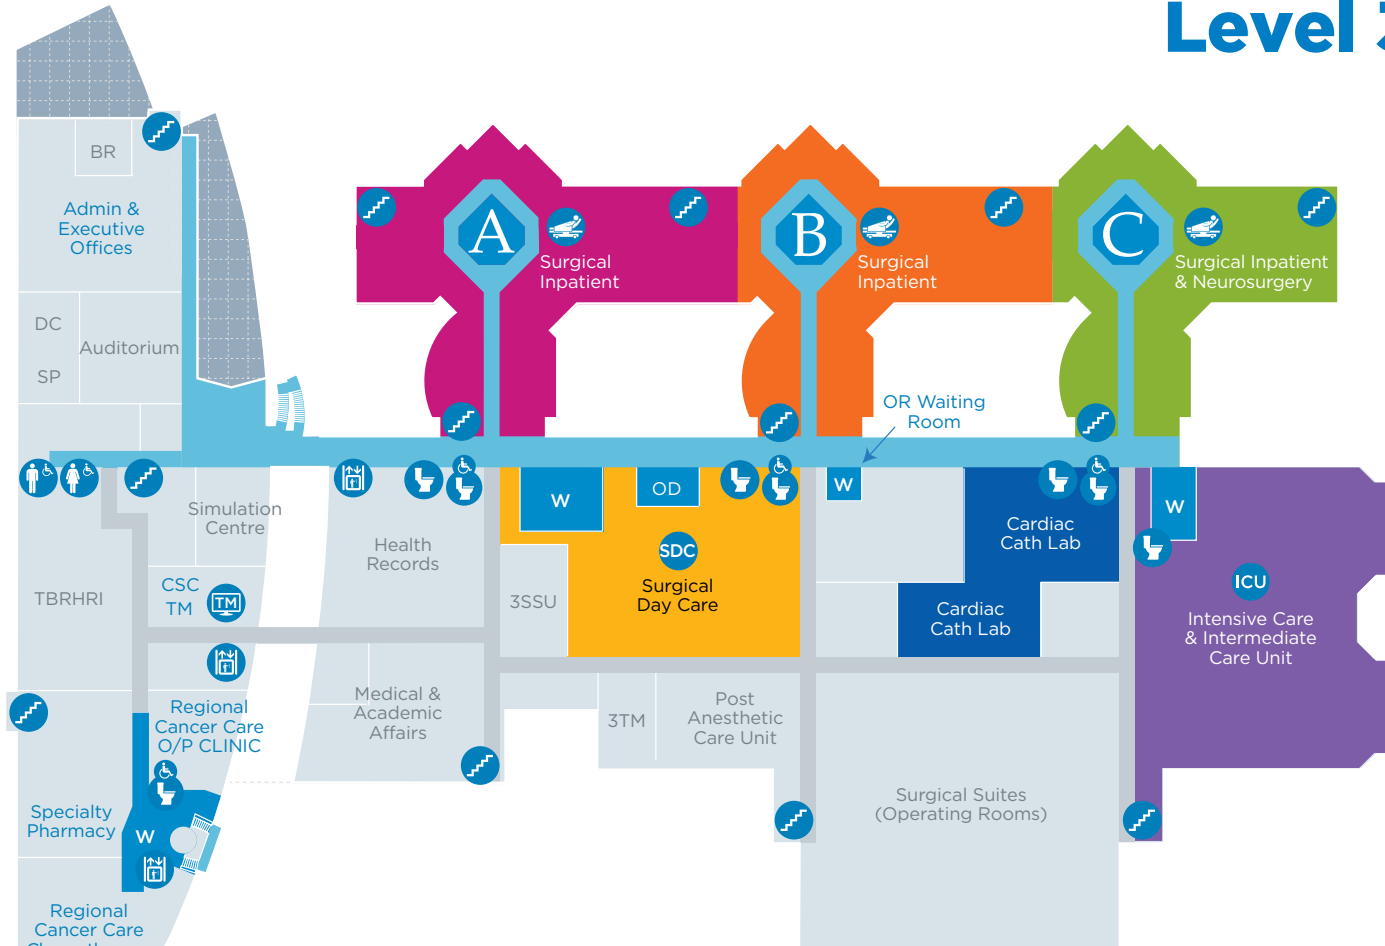 Level 3
BR
Admin &
Executive
Offices
DC
SP
Auditorium
A
Surgical
Inpatient
B
Surgical
Inpatient
C
Surgical Inpatient
& Neurosurgery
OR Waiting
Room
Simulation
Centre
Health
Records
W
OD
W
Cardiac
Cath Lab
W
SDC
Surgical
Day Care
3SSU
TBRHRI
CSC
TM
TM
Cardiac
Cath Lab
ICU
Intensive Care
& Intermediate
Care Unit
Regional
Cancer Care
O/P CLINIC
Medical &
Academic
Affairs
3TM
Post
Anesthetic
Care Unit
Surgical Suites
(Operating Rooms)
Specialty
Pharmacy
W
Regional
Cancer Care